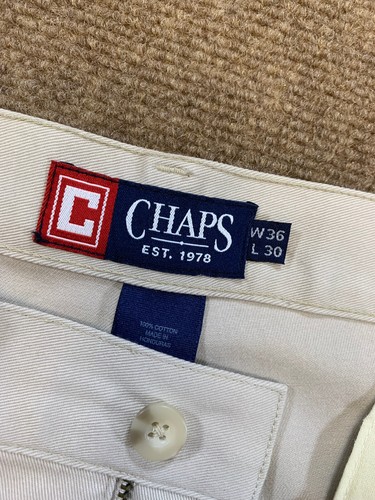 C
CHAPS
EST. 1978
W36
L 30
100% COTTON
MADE IN
HONDURAS